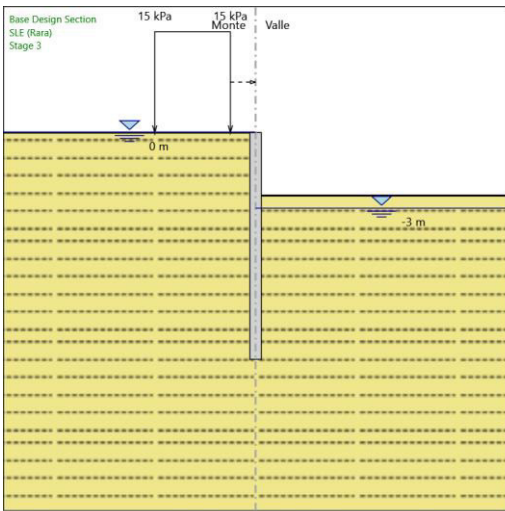 Base Design Section
SLE (Rara)
Stage 3
15 kPa
15 kPa
Monte
Valle
0 m
-3 m